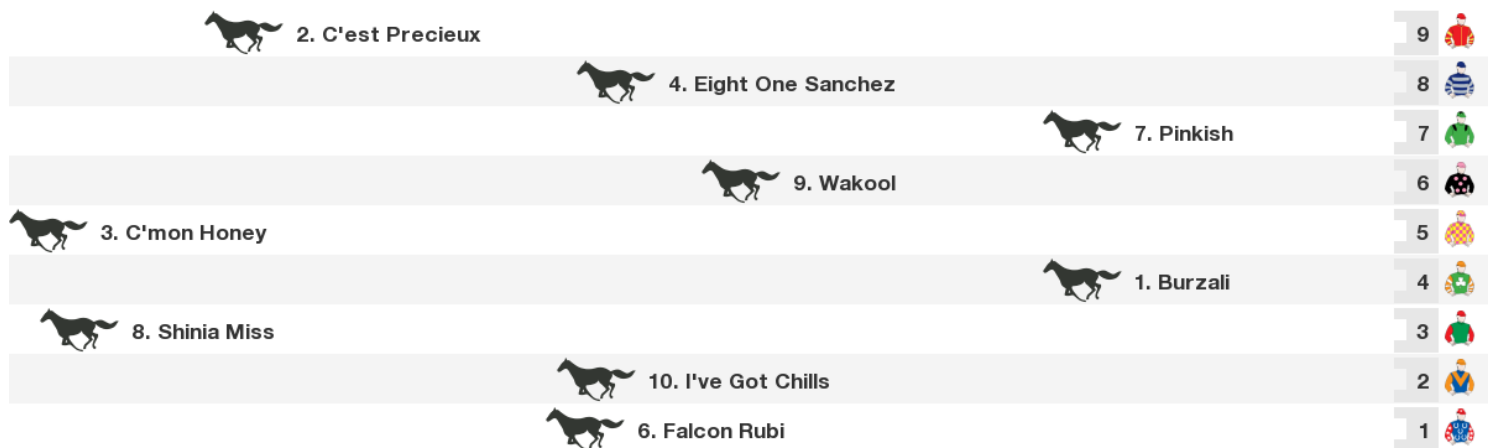 2. C'est Precieux 9
4. Eight One Sanchez 8
7. Pinkish 7
9. Wakool 6
3. C'mon Honey 5
1. Burzali 4
8. Shinia Miss 3
10. I've Got Chills 2
6. Falcon Rubi 1